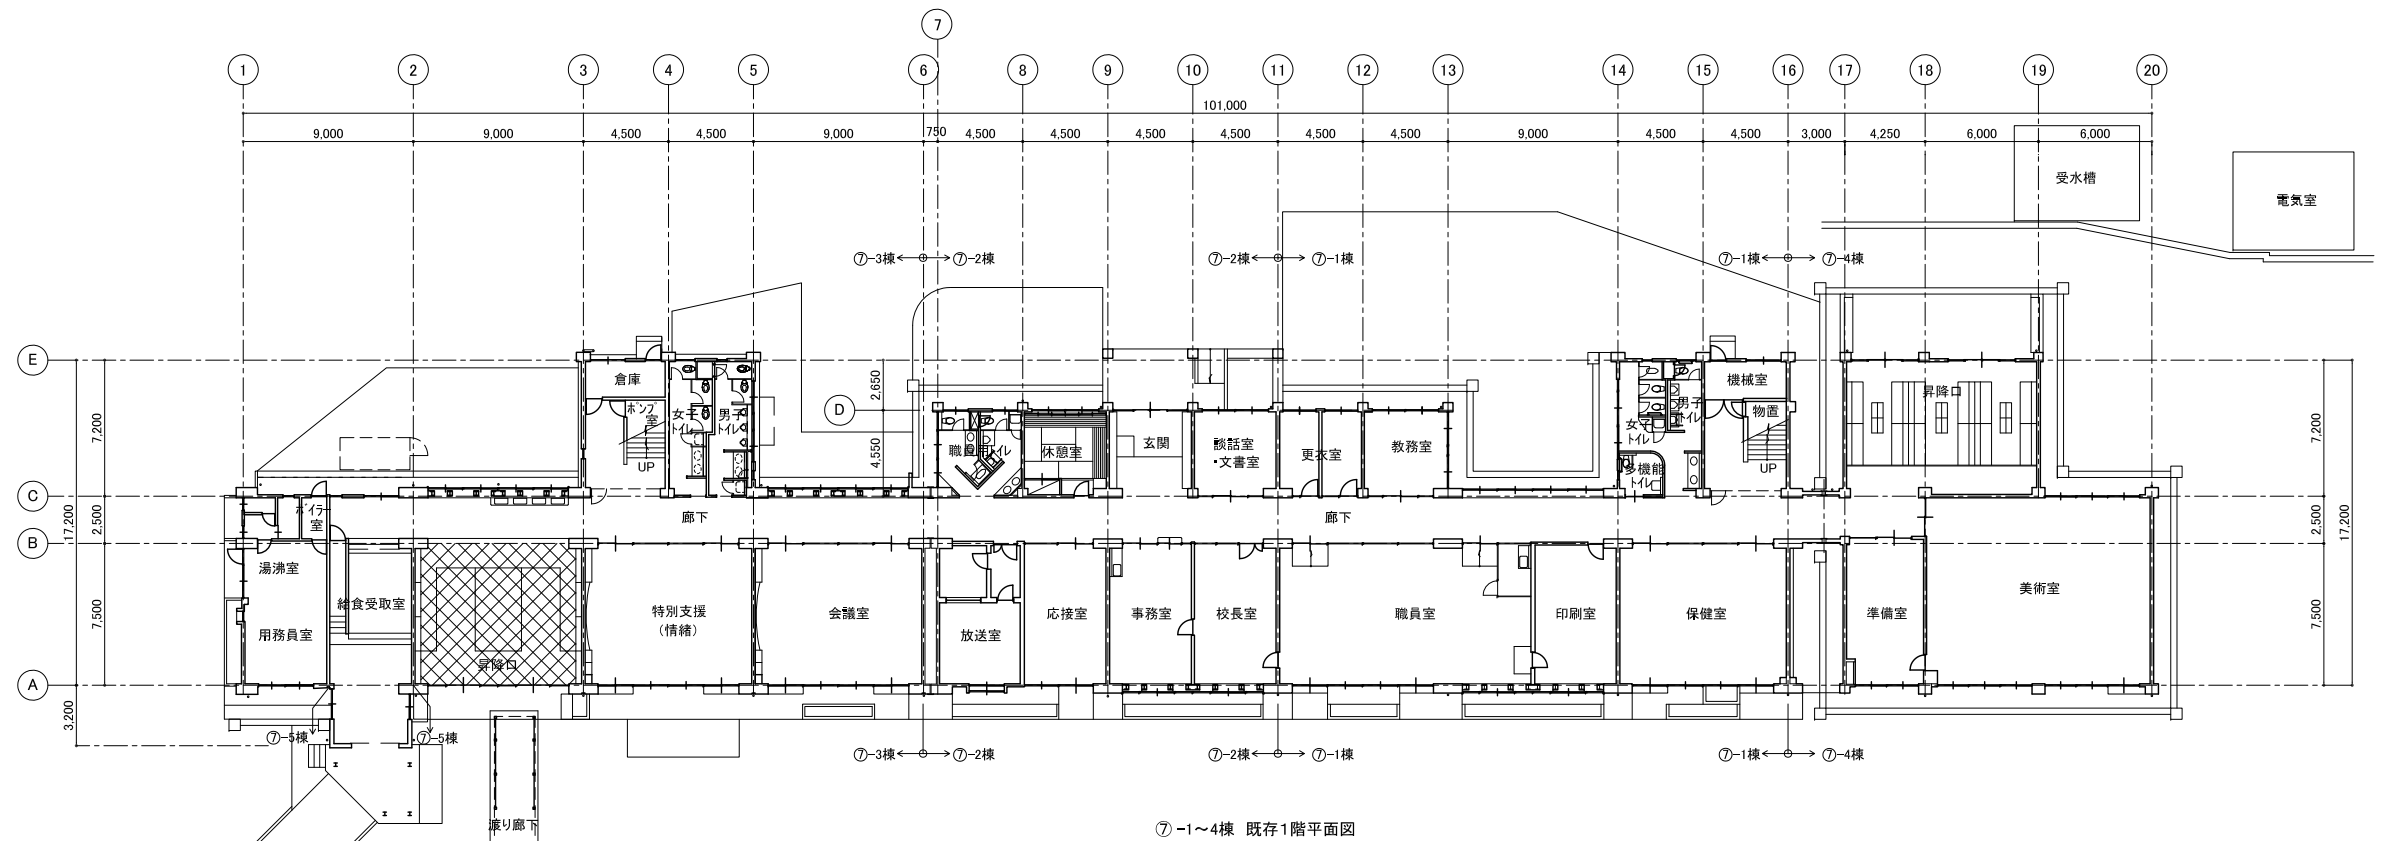 7
1 2 3 4 5 6 8 9 10 11 12 13 14 15 16 17 18 19 20
101,000
9,000 9,000 4,500 4,500 9,000 750 4,500 4,500 4,500 4,500 4,500 4,500 9,000 4,500 4,500 3,000 4,250 6,000 6,000
受水槽
電気室
⑦-3棟 ⑦-2棟 ⑦-2棟 ⑦-1棟 ⑦-1棟 ⑦-4棟
E
D
C
B
A
7,200
2,500
7,500
17,200
3,200
2,650
4,550
7,200
2,500
7,500
17,200
倉庫
ポンプ
室
UP
女子
トイレ
男子
トイレ
職員用トイレ
休憩室
玄関
談話室
・文書室
更衣室
教務室
女子
トイレ
男子
トイレ
多機能
トイレ
機械室
物置
UP
昇降口
ボイラー
室
廊下
廊下
湯沸室
用務員室
給食受取室
昇降口
特別支援
(情緒)
会議室
放送室
応接室
事務室
校長室
職員室
印刷室
保健室
準備室
美術室
⑦-5棟 ⑦-5棟
⑦-3棟 ⑦-2棟 ⑦-2棟 ⑦-1棟 ⑦-1棟 ⑦-4棟
渡り廊下
⑦-1～4棟 既存1階平面図